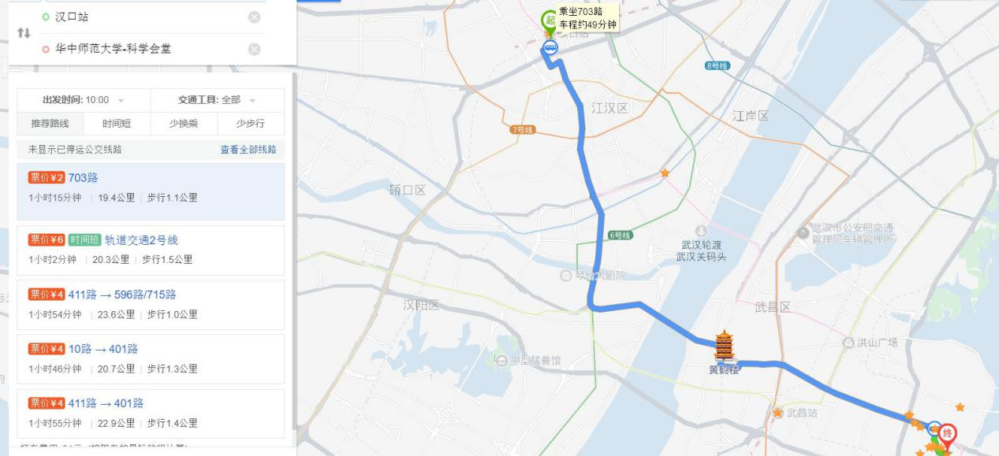 汉口站
华中师范大学-科学会堂
出发时间: 10:00 交通工具: 全部
推荐路线 时间短 少换乘 少步行
未显示已停运公交线路 查看全部线路
票价¥2 703路
1小时15分钟 | 19.4公里 | 步行1.1公里
票价¥6 时间短 轨道交通2号线
1小时2分钟 | 20.3公里 | 步行1.5公里
票价¥4 411路 → 596路/715路
1小时54分钟 | 23.6公里 | 步行1.0公里
票价¥4 10路 → 401路
1小时46分钟 | 20.7公里 | 步行1.3公里
票价¥4 411路 → 401路
1小时55分钟 | 22.9公里 | 步行1.4公里
起
乘坐703路
车程约49分钟
8号线
江汉区
江岸区
7号线
硚口区
6号线
武汉市公安局交通
管理局车辆管理所
武汉轮渡
武汉关码头
琴台大剧院
汉阳区
武昌区
洪山广场
中型猛兽馆
黄鹤楼
武昌站
终